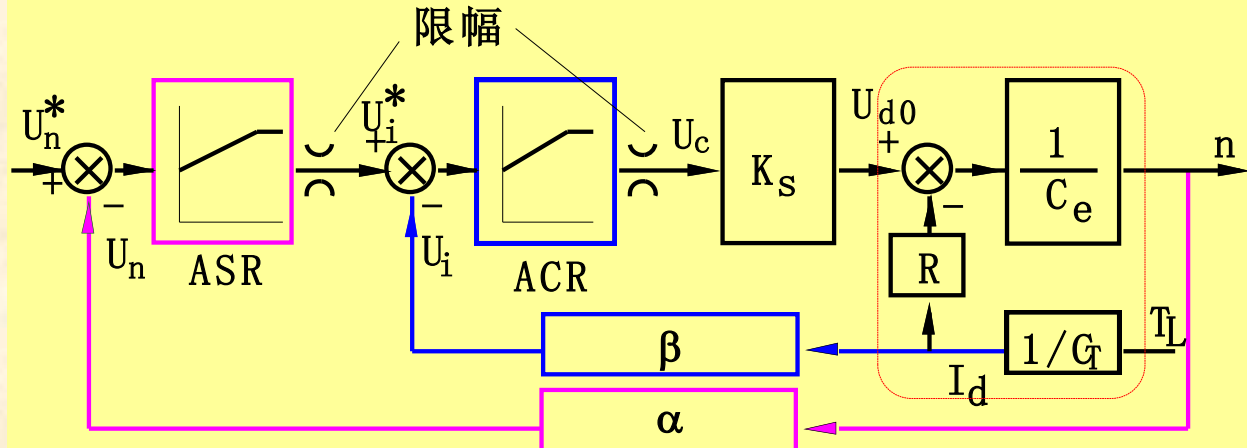 限幅
U*n
U*i
Uc
Ud0
n
+
-
+
-
+
-
Ks
1
Ce
Un
ASR
Ui
ACR
R
β
1/CT
TL
Id
α